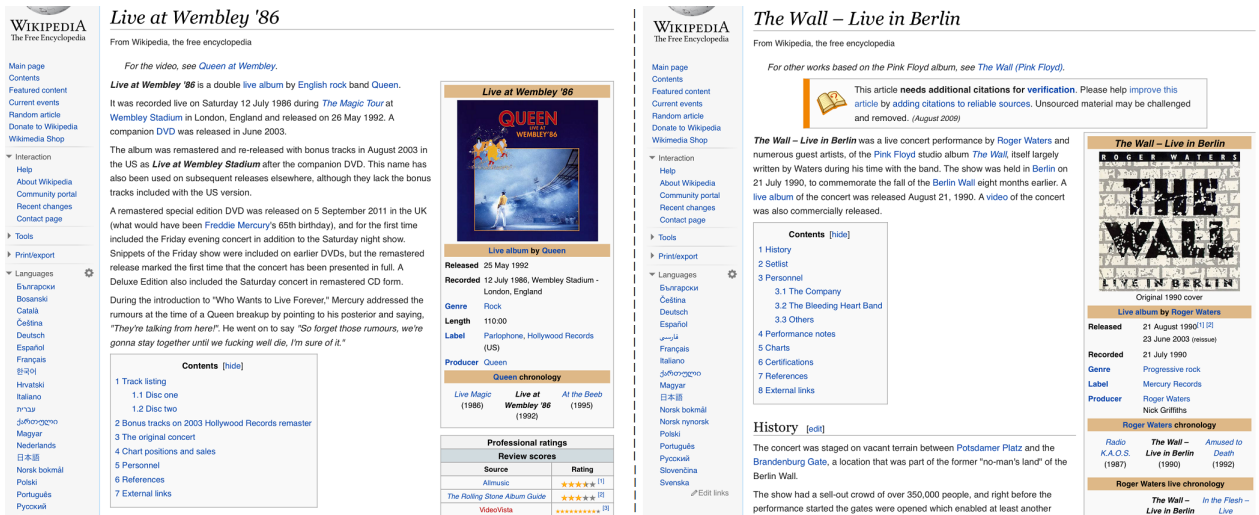 WIKIPEDIA
The Free Encyclopedia
Main page
Contents
Featured content
Current events
Random article
Donate to Wikipedia
Wikimedia Shop
Interaction
Help
About Wikipedia
Community portal
Recent changes
Contact page
Tools
Print/export
Languages
Български
Bosanski
Català
Čeština
Deutsch
Español
Français
한국어
Hrvatski
Italiano
עברית
ქართული
Magyar
Nederlands
日本語
Norsk bokmål
Polski
Português
Русский
Live at Wembley '86
From Wikipedia, the free encyclopedia
For the video, see Queen at Wembley.
Live at Wembley '86 is a double live album by English rock band Queen.
It was recorded live on Saturday 12 July 1986 during The Magic Tour at
Wembley Stadium in London, England and released on 26 May 1992. A
companion DVD was released in June 2003.
The album was remastered and re-released with bonus tracks in August 2003 in
the US as Live at Wembley Stadium after the companion DVD. This name has
also been used on subsequent releases elsewhere, although they lack the bonus
tracks included with the US version.
A remastered special edition DVD was released on 5 September 2011 in the UK
(what would have been Freddie Mercury's 65th birthday), and for the first time
included the Friday evening concert in addition to the Saturday night show.
Snippets of the Friday show were included on earlier DVDs, but the remastered
release marked the first time that the concert has been presented in full. A
Deluxe Edition also included the Saturday concert in remastered CD form.
During the introduction to "Who Wants to Live Forever," Mercury addressed the
rumours at the time of a Queen breakup by pointing to his posterior and saying,
"They're talking from here!". He went on to say "So forget those rumours, we're
gonna stay together until we fucking well die, I'm sure of it."
Contents [hide]
1 Track listing
1.1 Disc one
1.2 Disc two
2 Bonus tracks on 2003 Hollywood Records remaster
3 The original concert
4 Chart positions and sales
5 Personnel
6 References
7 External links
Live at Wembley '86
QUEEN
LIVE AT
WEMBLEY'86
Live album by Queen
Released 25 May 1992
Recorded 12 July 1986, Wembley Stadium -
London, England
Genre Rock
Length 110:00
Label Parlophone, Hollywood Records
(US)
Producer Queen
Queen chronology
Live Magic Live at At the Beeb
(1986) Wembley '86 (1995)
(1992)
Professional ratings
Review scores
Source Rating
Allmusic ★★★★★ [1]
The Rolling Stone Album Guide ★★★★★ [2]
VideoVista ★★★★★★★★★★ [3]
WIKIPEDIA
The Free Encyclopedia
Main page
Contents
Featured content
Current events
Random article
Donate to Wikipedia
Wikimedia Shop
Interaction
Help
About Wikipedia
Community portal
Recent changes
Contact page
Tools
Print/export
Languages
Български
Čeština
Deutsch
Español
فارسی
Français
Italiano
ქართული
Magyar
日本語
Norsk bokmål
Norsk nynorsk
Polski
Português
Русский
Slovenčina
Svenska
Edit links
The Wall – Live in Berlin
From Wikipedia, the free encyclopedia
For other works based on the Pink Floyd album, see The Wall (Pink Floyd).
This article needs additional citations for verification. Please help improve this
article by adding citations to reliable sources. Unsourced material may be challenged
and removed. (August 2009)
The Wall – Live in Berlin was a live concert performance by Roger Waters and
numerous guest artists, of the Pink Floyd studio album The Wall, itself largely
written by Waters during his time with the band. The show was held in Berlin on
21 July 1990, to commemorate the fall of the Berlin Wall eight months earlier. A
live album of the concert was released August 21, 1990. A video of the concert
was also commercially released.
Contents [hide]
1 History
2 Setlist
3 Personnel
3.1 The Company
3.2 The Bleeding Heart Band
3.3 Others
4 Performance notes
5 Charts
6 Certifications
7 References
8 External links
History [edit]
The concert was staged on vacant terrain between Potsdamer Platz and the
Brandenburg Gate, a location that was part of the former "no-man's land" of the
Berlin Wall.
The show had a sell-out crowd of over 350,000 people, and right before the
performance started the gates were opened which enabled at least another
The Wall – Live in Berlin
ROGER WATERS
THE
WALL
LIVE IN BERLIN
Original 1990 cover
Live album by Roger Waters
Released 21 August 1990[1] [2]
23 June 2003 (reissue)
Recorded 21 July 1990
Genre Progressive rock
Label Mercury Records
Producer Roger Waters
Nick Griffiths
Roger Waters chronology
Radio The Wall – Amused to
K.A.O.S. Live in Berlin Death
(1987) (1990) (1992)
Roger Waters live chronology
The Wall – In the Flesh –
Live in Berlin Live